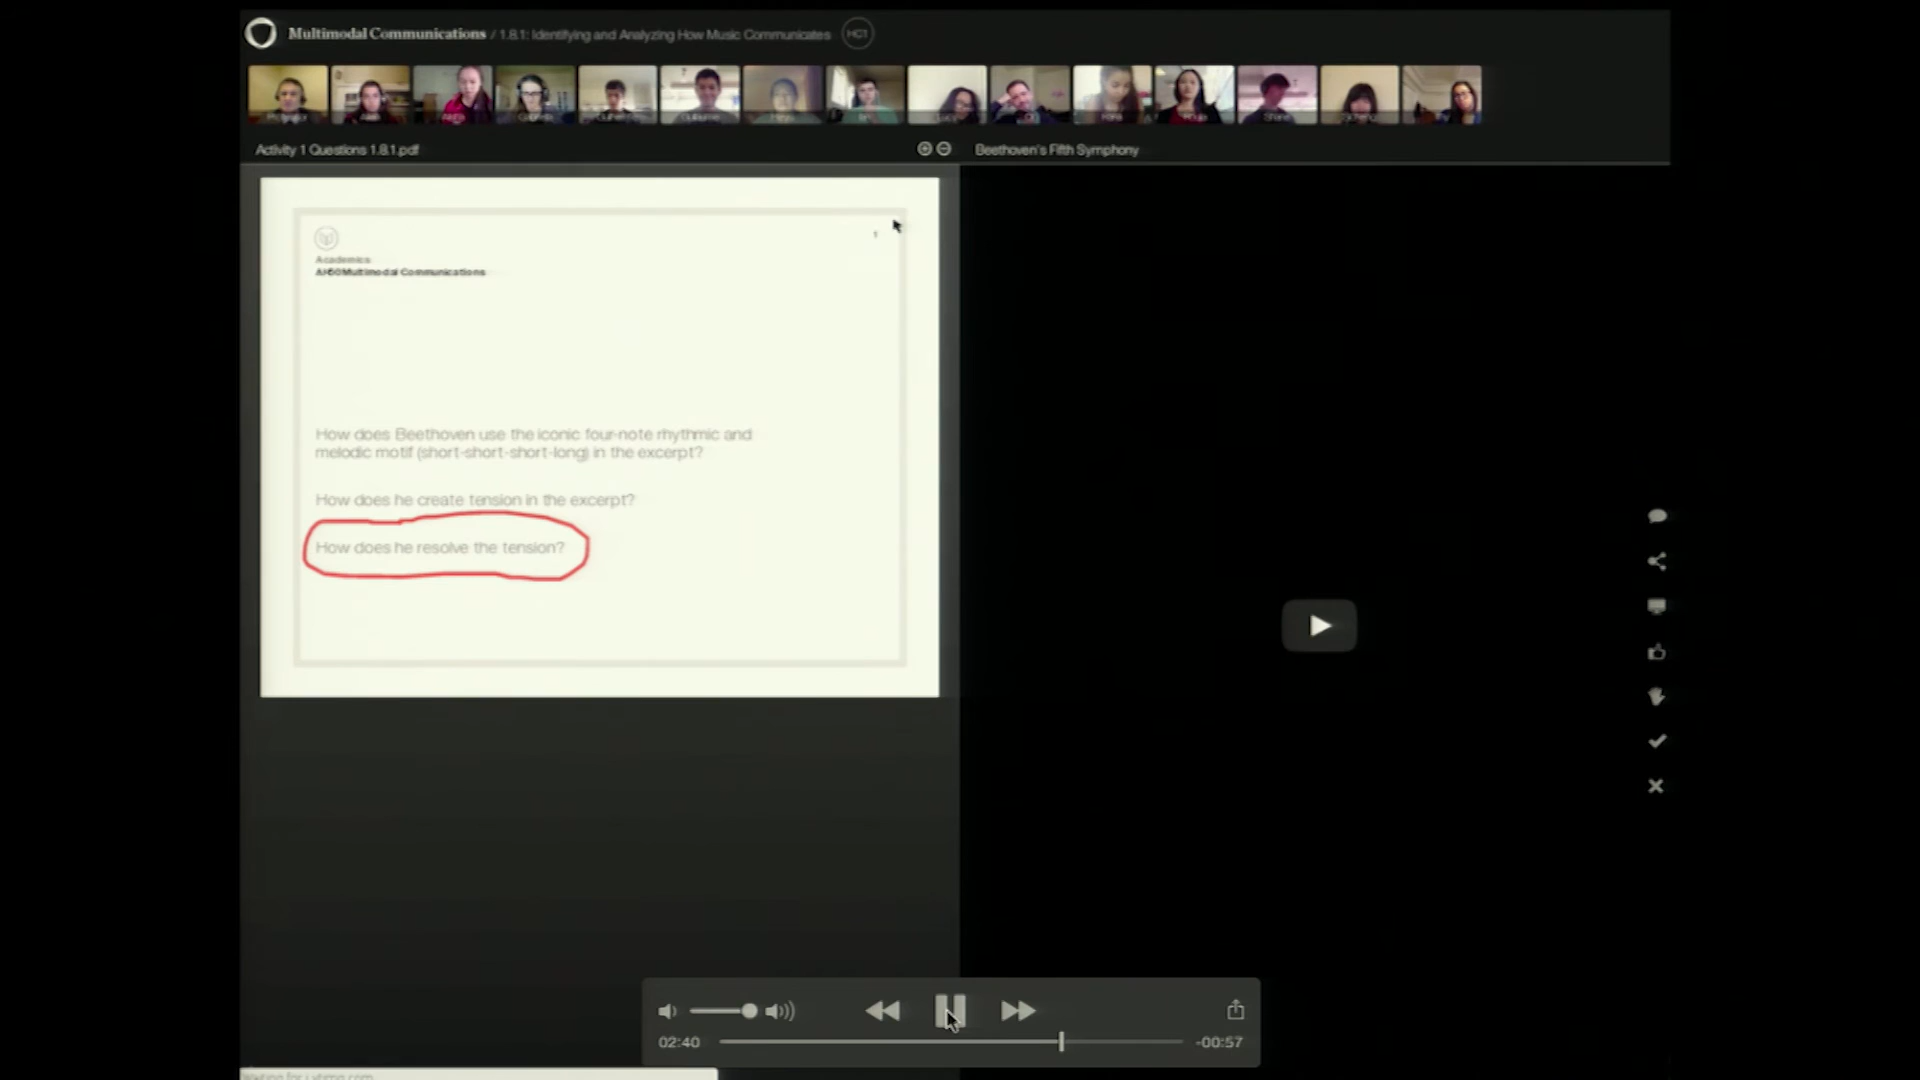 Multimodal Communications / 1.8.1: Identifying and Analyzing How Music Communicates HC1
Professor
Activity 1 Questions 1.8.1.pdf
Beethoven's Fifth Symphony
1
Academics
AH50Multimodal Communications
How does Beethoven use the iconic four-note rhythmic and
melodic motif (short-short-short-long) in the excerpt?
How does he create tension in the excerpt?
How does he resolve the tension?
02:40
-00:57